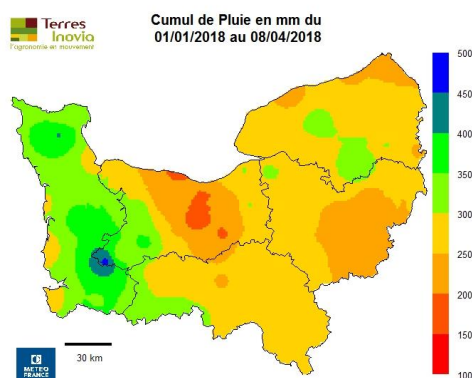 Terres
Inovia
l'agronomie en mouvement
Cumul de Pluie en mm du
01/01/2018 au 08/04/2018
500
450
400
350
300
250
200
150
100
30 km
METEO
FRANCE